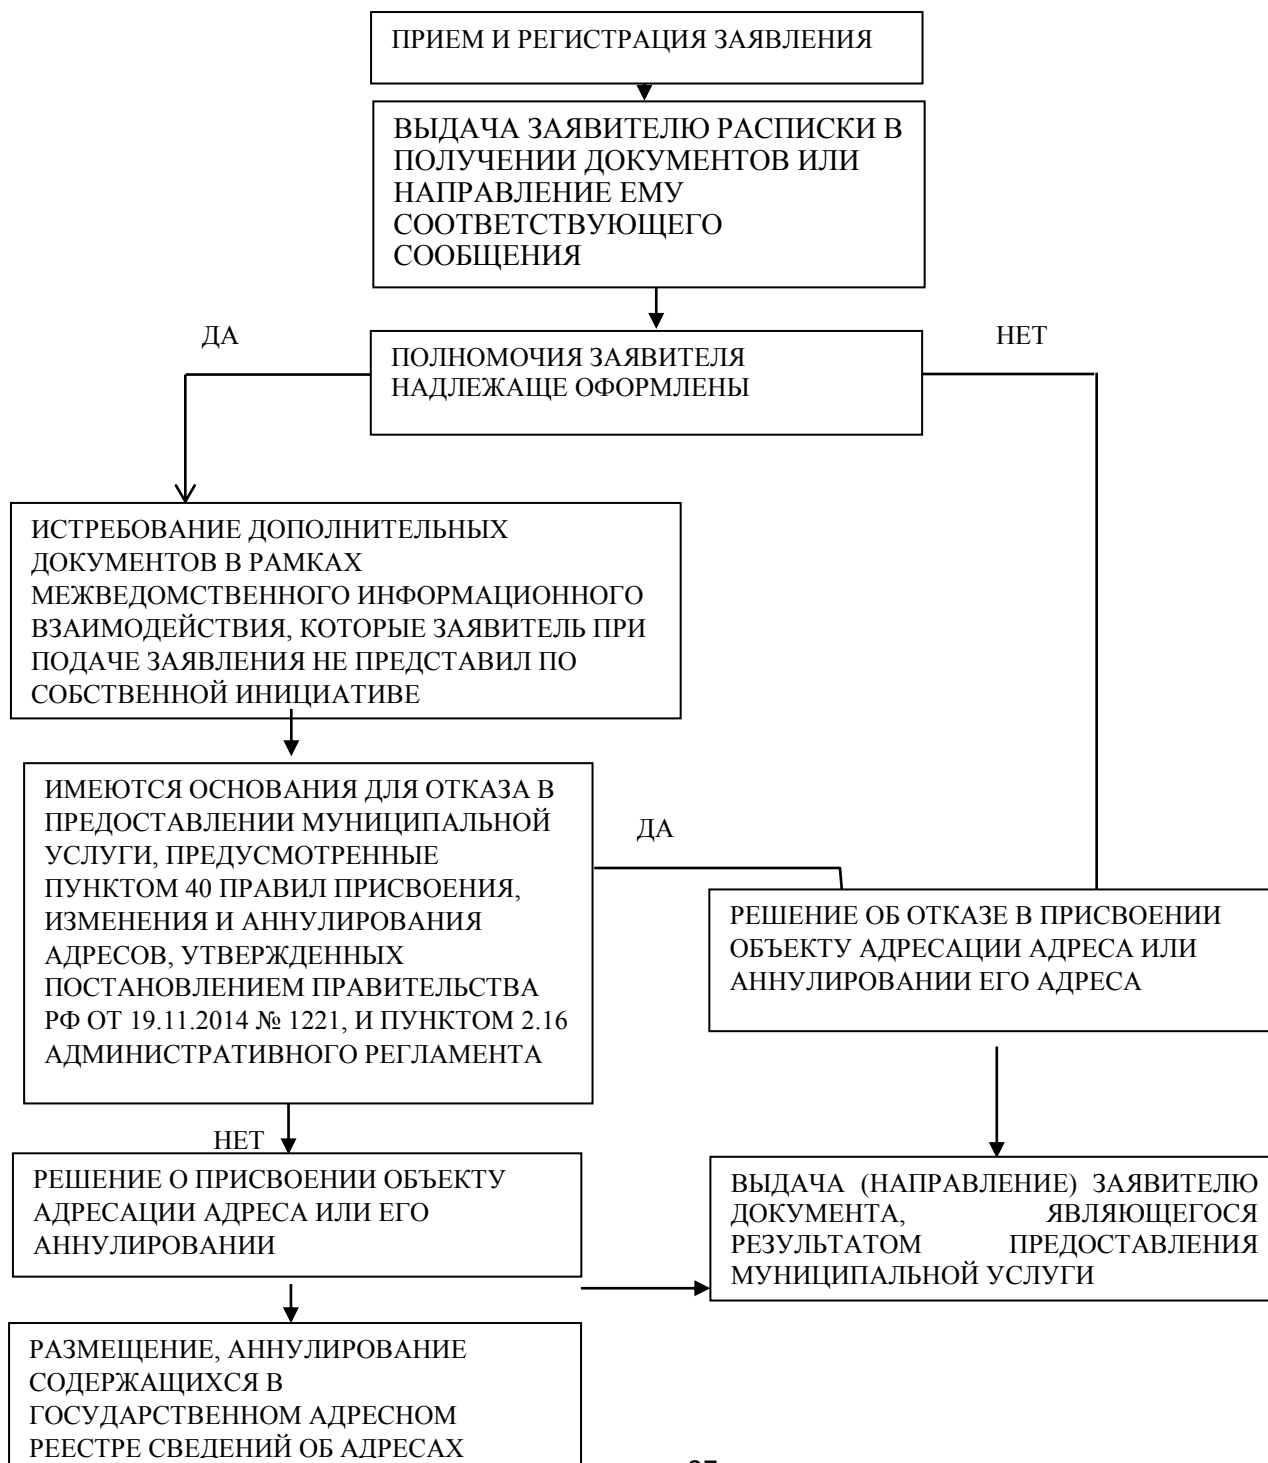 ПРИЕМ И РЕГИСТРАЦИЯ ЗАЯВЛЕНИЯ
ВЫДАЧА ЗАЯВИТЕЛЮ РАСПИСКИ В
ПОЛУЧЕНИИ ДОКУМЕНТОВ ИЛИ
НАПРАВЛЕНИЕ ЕМУ
СООТВЕТСТВУЮЩЕГО
СООБЩЕНИЯ
ДА
НЕТ
ПОЛНОМОЧИЯ ЗАЯВИТЕЛЯ
НАДЛЕЖАЩЕ ОФОРМЛЕНЫ
ИСТРЕБОВАНИЕ ДОПОЛНИТЕЛЬНЫХ
ДОКУМЕНТОВ В РАМКАХ
МЕЖВЕДОМСТВЕННОГО ИНФОРМАЦИОННОГО
ВЗАИМОДЕЙСТВИЯ, КОТОРЫЕ ЗАЯВИТЕЛЬ ПРИ
ПОДАЧЕ ЗАЯВЛЕНИЯ НЕ ПРЕДСТАВИЛ ПО
СОБСТВЕННОЙ ИНИЦИАТИВЕ
ИМЕЮТСЯ ОСНОВАНИЯ ДЛЯ ОТКАЗА В
ПРЕДОСТАВЛЕНИИ МУНИЦИПАЛЬНОЙ
УСЛУГИ, ПРЕДУСМОТРЕННЫЕ
ПУНКТОМ 40 ПРАВИЛ ПРИСВОЕНИЯ,
ИЗМЕНЕНИЯ И АННУЛИРОВАНИЯ
АДРЕСОВ, УТВЕРЖДЕННЫХ
ПОСТАНОВЛЕНИЕМ ПРАВИТЕЛЬСТВА
РФ ОТ 19.11.2014 № 1221, И ПУНКТОМ 2.16
АДМИНИСТРАТИВНОГО РЕГЛАМЕНТА
ДА
РЕШЕНИЕ ОБ ОТКАЗЕ В ПРИСВОЕНИИ
ОБЪЕКТУ АДРЕСАЦИИ АДРЕСА ИЛИ
АННУЛИРОВАНИИ ЕГО АДРЕСА
НЕТ
РЕШЕНИЕ О ПРИСВОЕНИИ ОБЪЕКТУ
АДРЕСАЦИИ АДРЕСА ИЛИ ЕГО
АННУЛИРОВАНИИ
ВЫДАЧА (НАПРАВЛЕНИЕ) ЗАЯВИТЕЛЮ
ДОКУМЕНТА, ЯВЛЯЮЩЕГОСЯ
РЕЗУЛЬТАТОМ ПРЕДОСТАВЛЕНИЯ
МУНИЦИПАЛЬНОЙ УСЛУГИ
РАЗМЕЩЕНИЕ, АННУЛИРОВАНИЕ
СОДЕРЖАЩИХСЯ В
ГОСУДАРСТВЕННОМ АДРЕСНОМ
РЕЕСТРЕ СВЕДЕНИЙ ОБ АДРЕСАХ